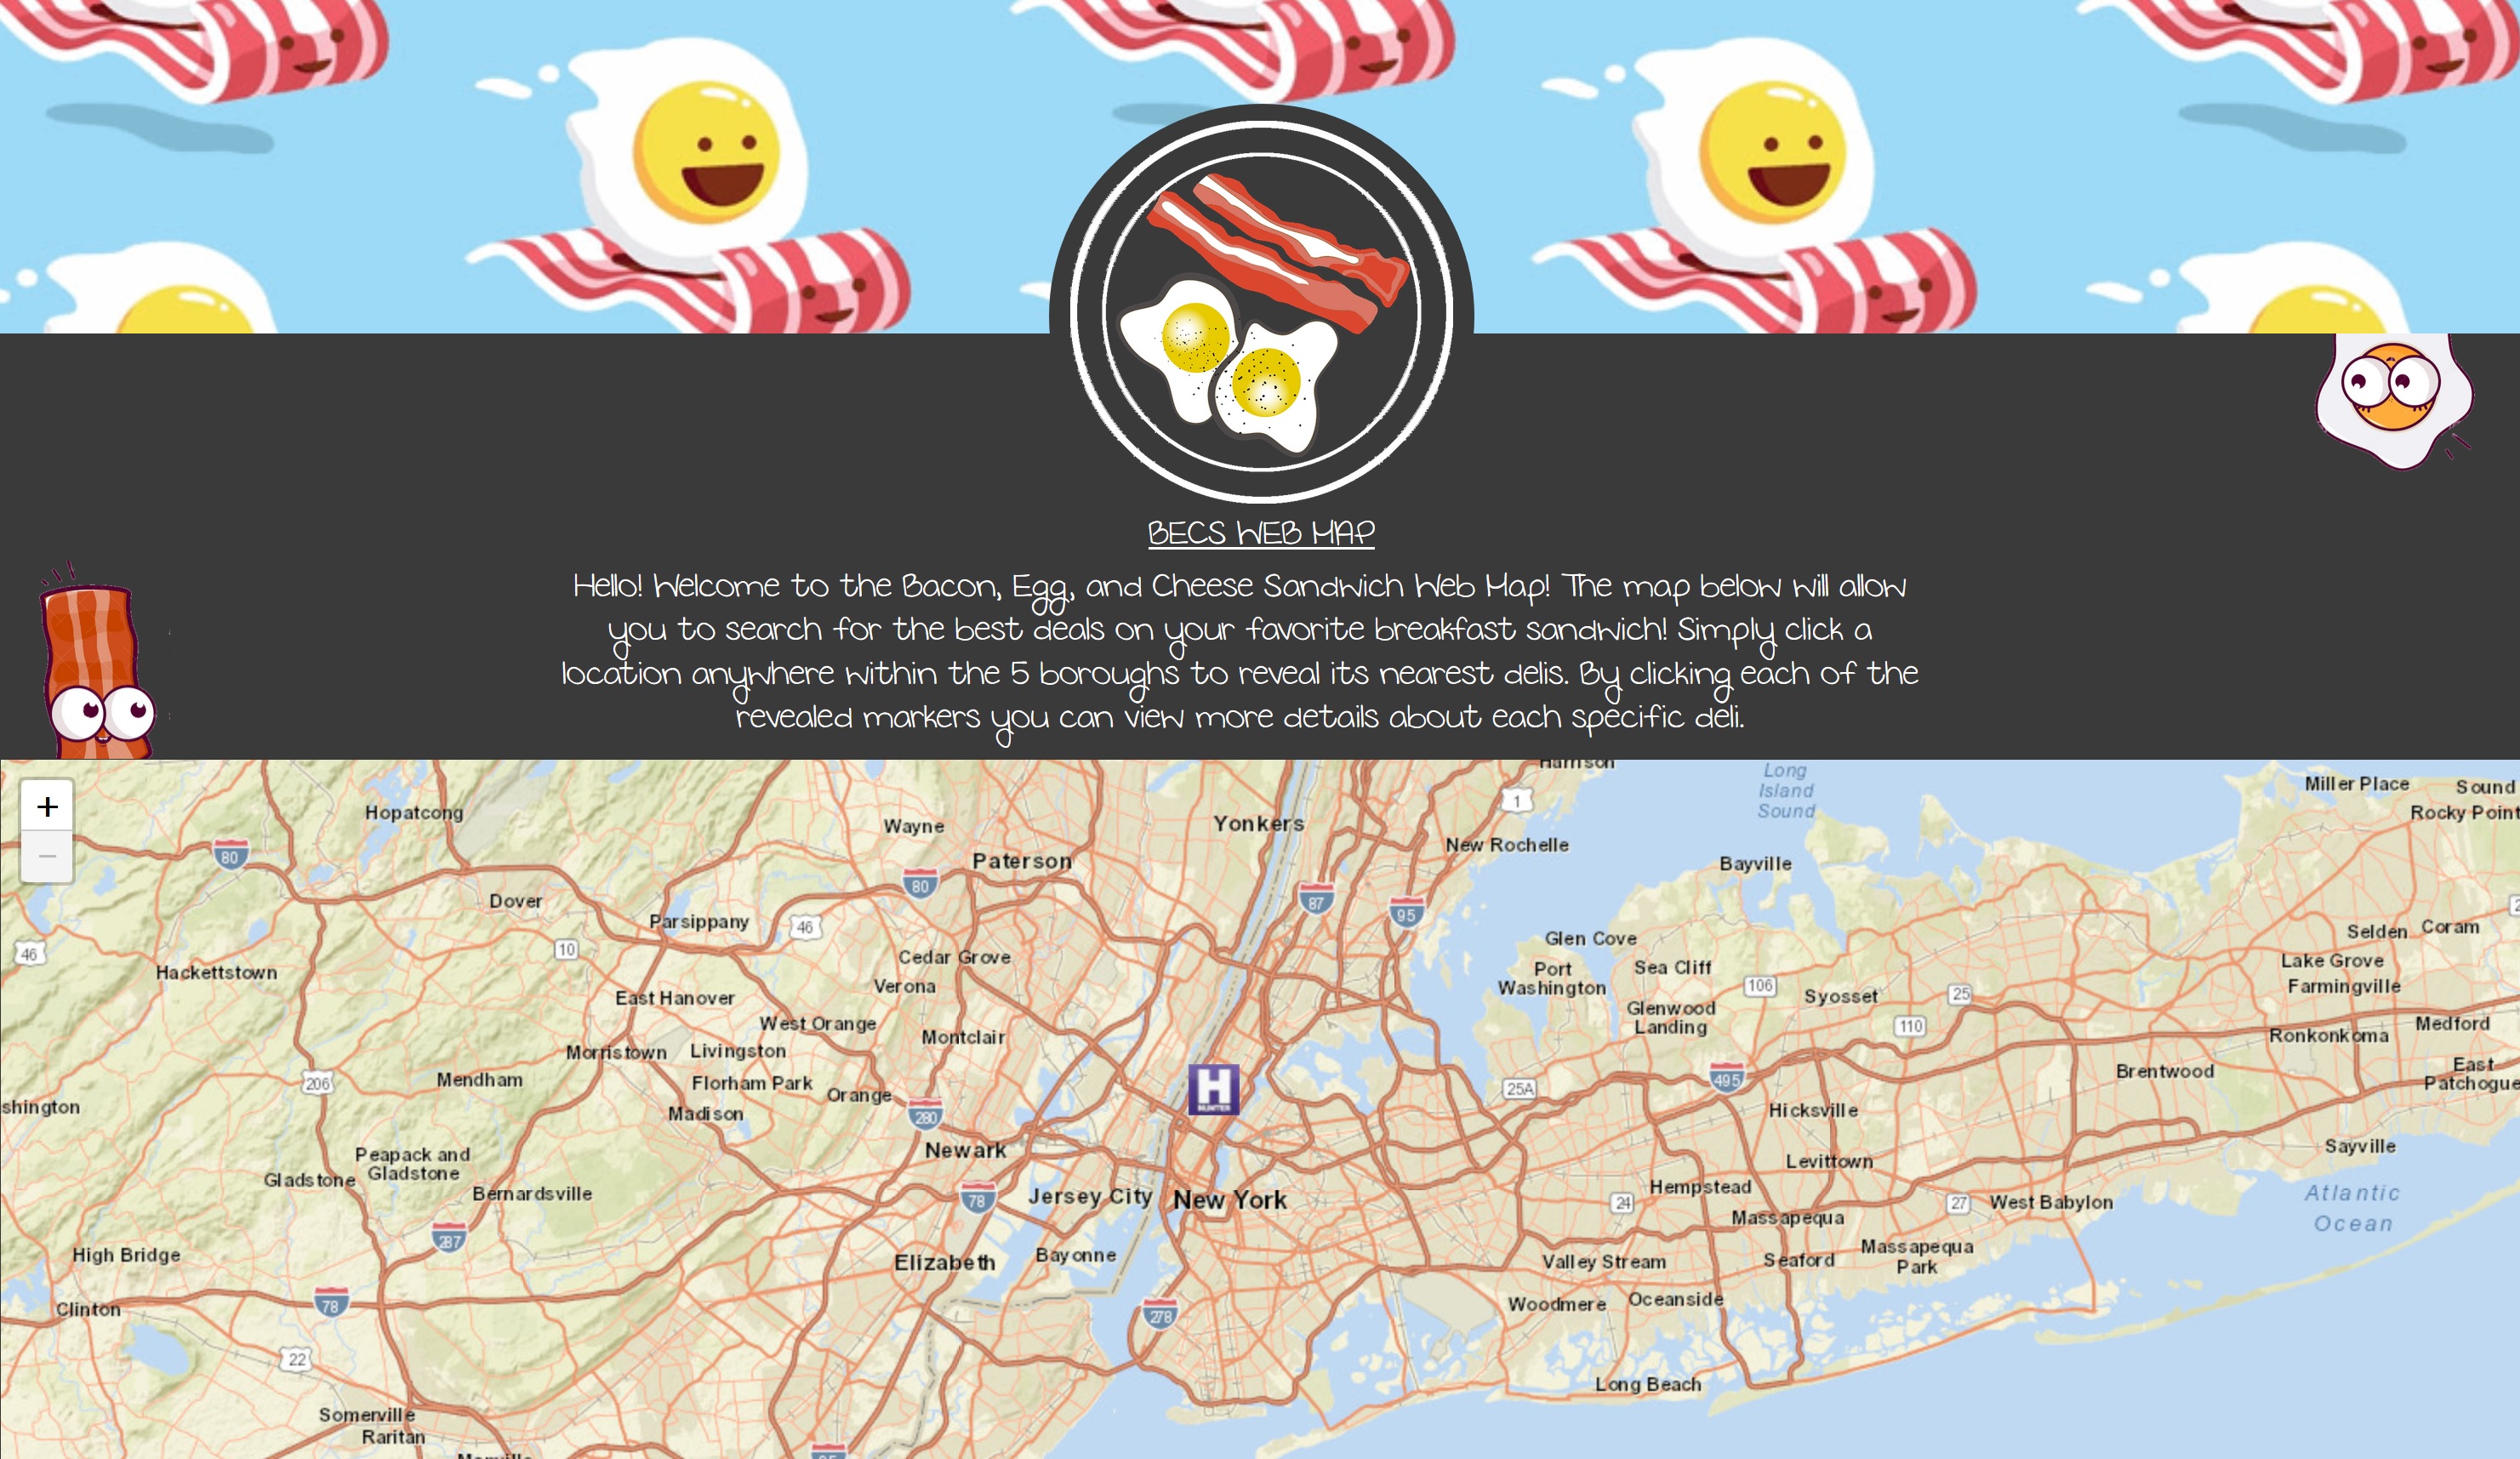 BECS WEB MAP
Hello! Welcome to the Bacon, Egg, and Cheese Sandwich Web Map! The map below will allow
you to search for the best deals on your favorite breakfast sandwich! Simply click a
location anywhere within the 5 boroughs to reveal its nearest delis. By clicking each of the
revealed markers you can view more details about each specific deli.
+
−
Harrison
Long
Island
Sound
Miller Place
Sound
Rocky Point
Hopatcong
Wayne
Yonkers
1
New Rochelle
80
Paterson
Bayville
80
87
95
Dover
Parsippany
46
10
46
Selden
Coram
Glen Cove
Cedar Grove
Hackettstown
Port
Washington
Sea Cliff
Lake Grove
Verona
106
Syosset
25
Farmingville
East Hanover
Glenwood
Landing
West Orange
110
Medford
Montclair
Ronkonkoma
Morristown
Livingston
H
HUNTER
495
Brentwood
East
Patchogue
206
Mendham
Florham Park
Orange
25A
shington
Madison
280
Hicksville
Newark
Sayville
Peapack and
Gladstone
Levittown
Gladstone
Bernardsville
78
Jersey City
New York
Hempstead
24
27
West Babylon
Atlantic
Ocean
Massapequa
287
High Bridge
Elizabeth
Bayonne
Valley Stream
Seaford
Massapequa
Park
78
Clinton
278
Woodmere
Oceanside
22
Long Beach
Somerville
Raritan